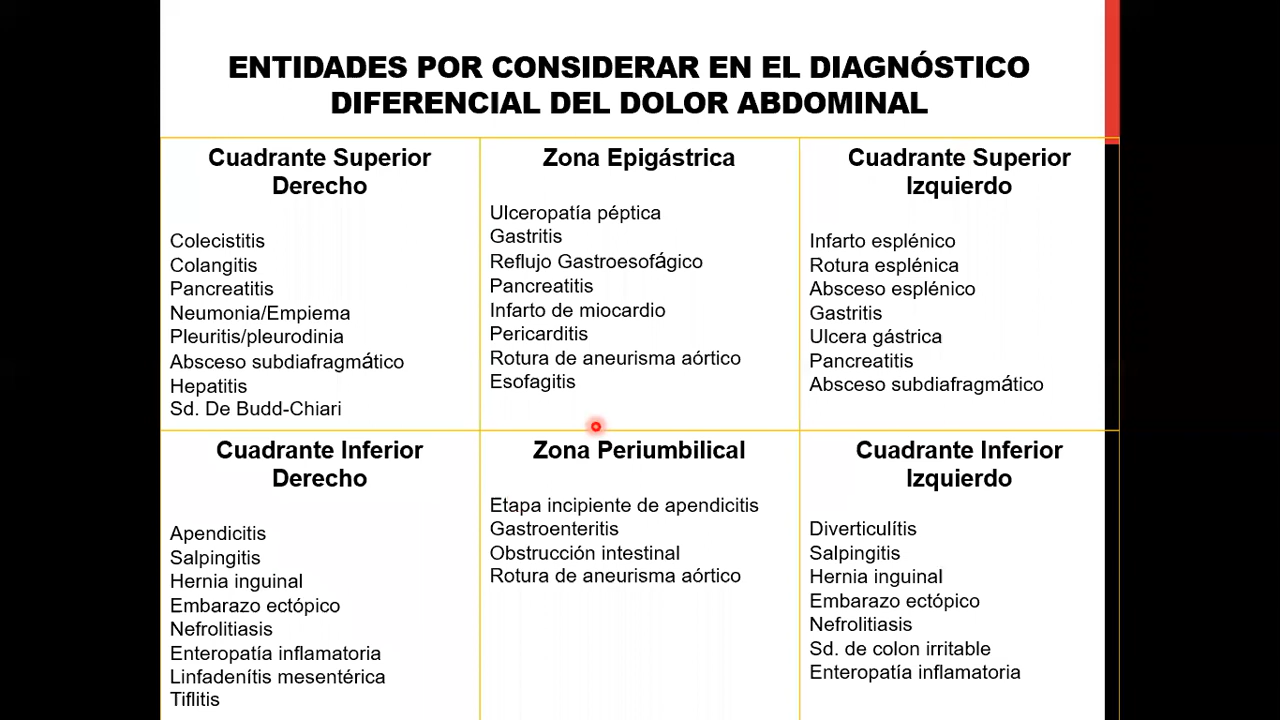 ENTIDADES POR CONSIDERAR EN EL DIAGNÓSTICO
DIFERENCIAL DEL DOLOR ABDOMINAL
Cuadrante Superior
Derecho
Colecistitis
Colangitis
Pancreatitis
Neumonia/Empiema
Pleuritis/pleurodinia
Absceso subdiafragmático
Hepatitis
Sd. De Budd-Chiari
Zona Epigástrica
Ulceropatía péptica
Gastritis
Reflujo Gastroesofágico
Pancreatitis
Infarto de miocardio
Pericarditis
Rotura de aneurisma aórtico
Esofagitis
Cuadrante Superior
Izquierdo
Infarto esplénico
Rotura esplénica
Absceso esplénico
Gastritis
Ulcera gástrica
Pancreatitis
Absceso subdiafragmático
Cuadrante Inferior
Derecho
Apendicitis
Salpingitis
Hernia inguinal
Embarazo ectópico
Nefrolitiasis
Enteropatía inflamatoria
Linfadenítis mesentérica
Tiflitis
Zona Periumbilical
Etapa incipiente de apendicitis
Gastroenteritis
Obstrucción intestinal
Rotura de aneurisma aórtico
Cuadrante Inferior
Izquierdo
Diverticulítis
Salpingitis
Hernia inguinal
Embarazo ectópico
Nefrolitiasis
Sd. de colon irritable
Enteropatía inflamatoria